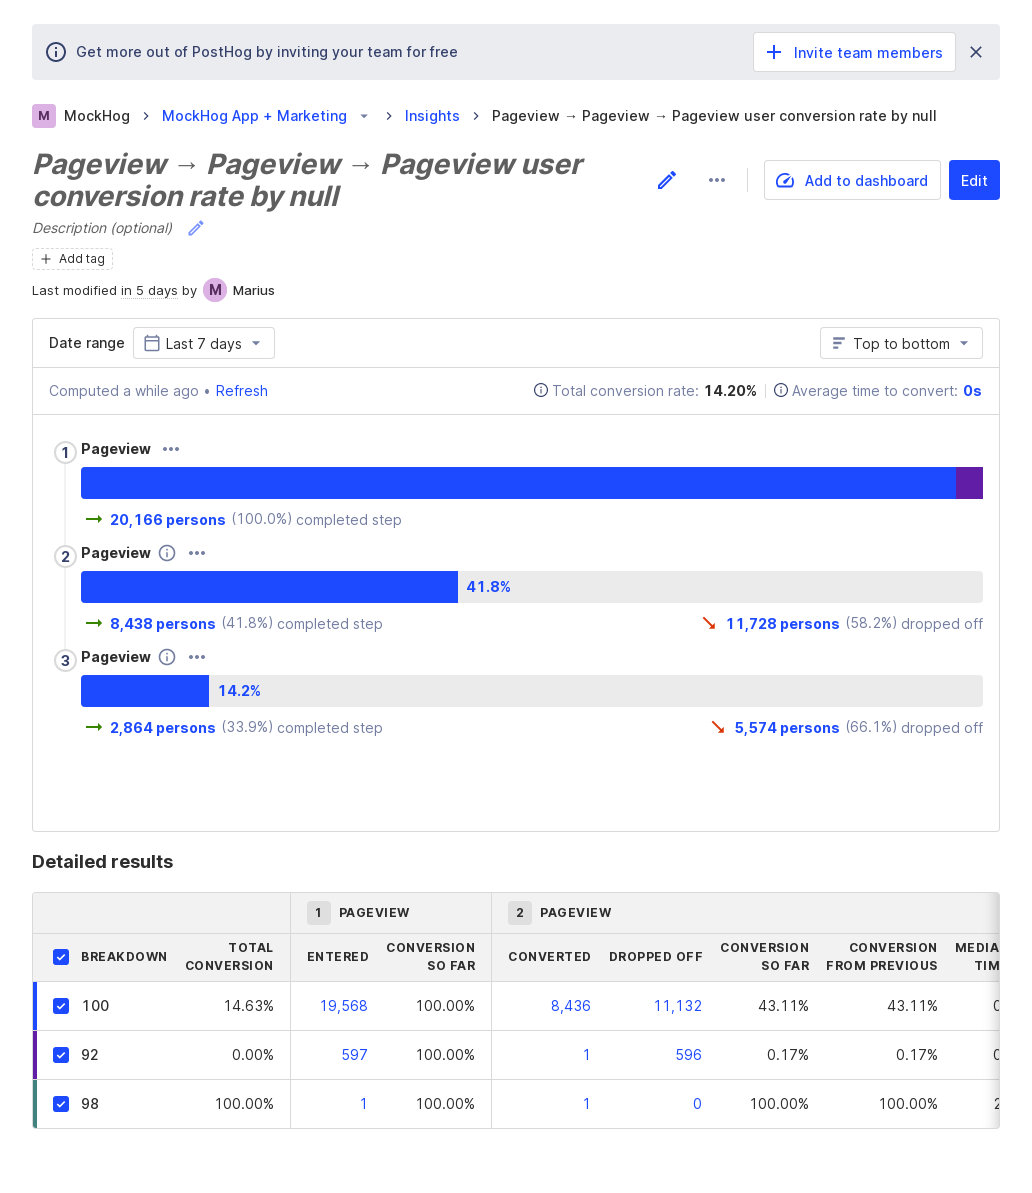 Get more out of PostHog by inviting your team for free
Invite team members
M MockHog MockHog App + Marketing Insights Pageview → Pageview → Pageview user conversion rate by null
Pageview → Pageview → Pageview user
conversion rate by null
Add to dashboard
Edit
Description (optional)
Add tag
Last modified in 5 days by M Marius
Date range Last 7 days Top to bottom
Computed a while ago • Refresh Total conversion rate: 14.20% Average time to convert: 0s
1 Pageview
20,166 persons (100.0%) completed step
2 Pageview
41.8%
8,438 persons (41.8%) completed step 11,728 persons (58.2%) dropped off
3 Pageview
14.2%
2,864 persons (33.9%) completed step 5,574 persons (66.1%) dropped off
Detailed results
1 PAGEVIEW 2 PAGEVIEW
BREAKDOWN TOTAL CONVERSION ENTERED CONVERSION SO FAR CONVERTED DROPPED OFF CONVERSION SO FAR CONVERSION FROM PREVIOUS
100 14.63% 19,568 100.00% 8,436 11,132 43.11% 43.11%
92 0.00% 597 100.00% 1 596 0.17% 0.17%
98 100.00% 1 100.00% 1 0 100.00% 100.00%